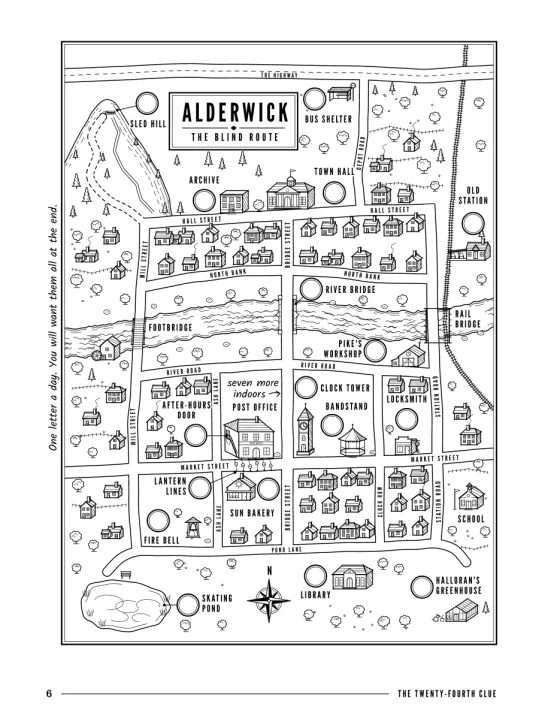 THE HIGHWAY
ALDERWICK
THE BLIND ROUTE
SLED HILL
BUS SHELTER
DEPOT ROAD
ARCHIVE
TOWN HALL
OLD
STATION
HALL STREET
HALL STREET
MILL STREET
BRIDGE STREET
NORTH BANK
NORTH BANK
RIVER BRIDGE
FOOTBRIDGE
RAIL
BRIDGE
PIKE'S
WORKSHOP
RIVER ROAD
RIVER ROAD
One letter a day. You will want them all at the end.
seven more
indoors →
POST OFFICE
ASH LANE
AFTER-HOURS
DOOR
CLOCK TOWER
BANDSTAND
LOCKSMITH
STATION ROAD
MILL STREET
MARKET STREET
MARKET STREET
LANTERN
LINES
SUN BAKERY
ASH LANE
BRIDGE STREET
CLOCK ROW
STATION ROAD
SCHOOL
FIRE BELL
POND LANE
N
SKATING
POND
LIBRARY
HALLORAN'S
GREENHOUSE
6
THE TWENTY-FOURTH CLUE